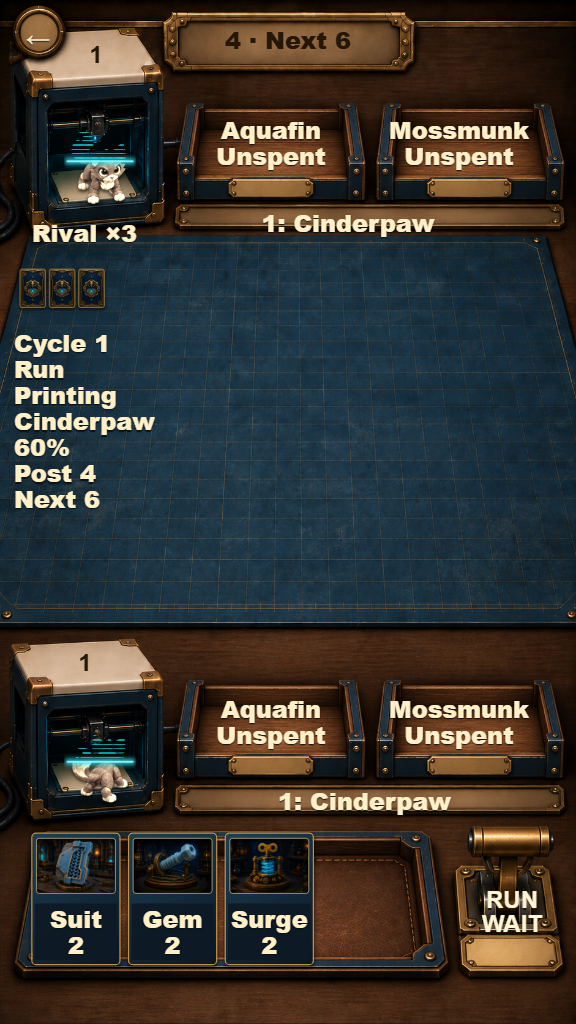 ←
1
4 · Next 6
Aquafin
Unspent
Mossmunk
Unspent
Rival ×3
1: Cinderpaw
Cycle 1
Run
Printing
Cinderpaw
60%
Post 4
Next 6
1
Aquafin
Unspent
Mossmunk
Unspent
1: Cinderpaw
Suit
2
Gem
2
Surge
2
RUN
WAIT